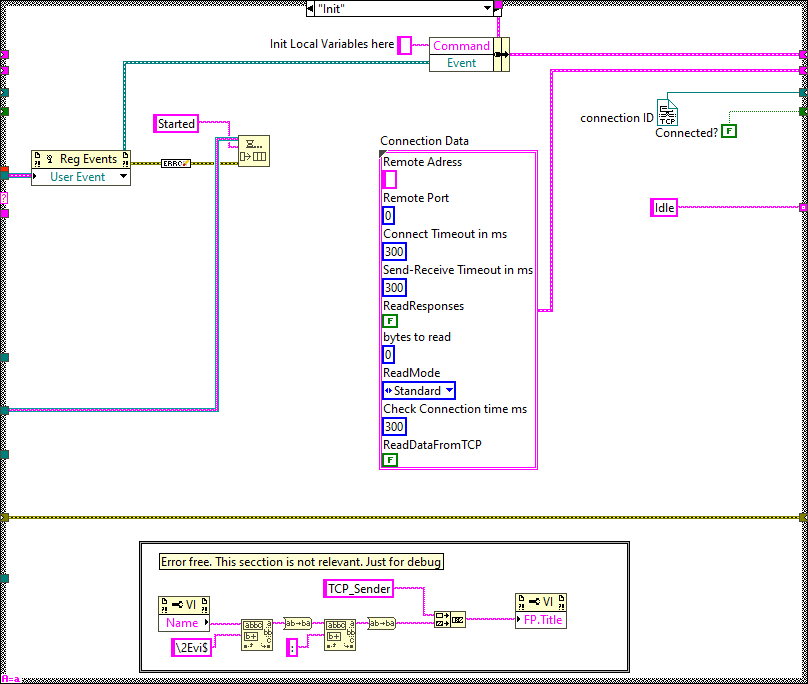 "Init"
Init Local Variables here
Command
Event
Started
Reg Events
User Event
ERRO
connection ID
TCP
Connected?
F
Connection Data
Remote Adress
Remote Port
0
Connect Timeout in ms
300
Send-Receive Timeout in ms
300
ReadResponses
F
bytes to read
0
ReadMode
Standard
Check Connection time ms
300
ReadDataFromTCP
F
Idle
Error free. This secction is not relevant. Just for debug
TCP_Sender
VI
Name
\2Evi$
:
VI
FP.Title
A=a